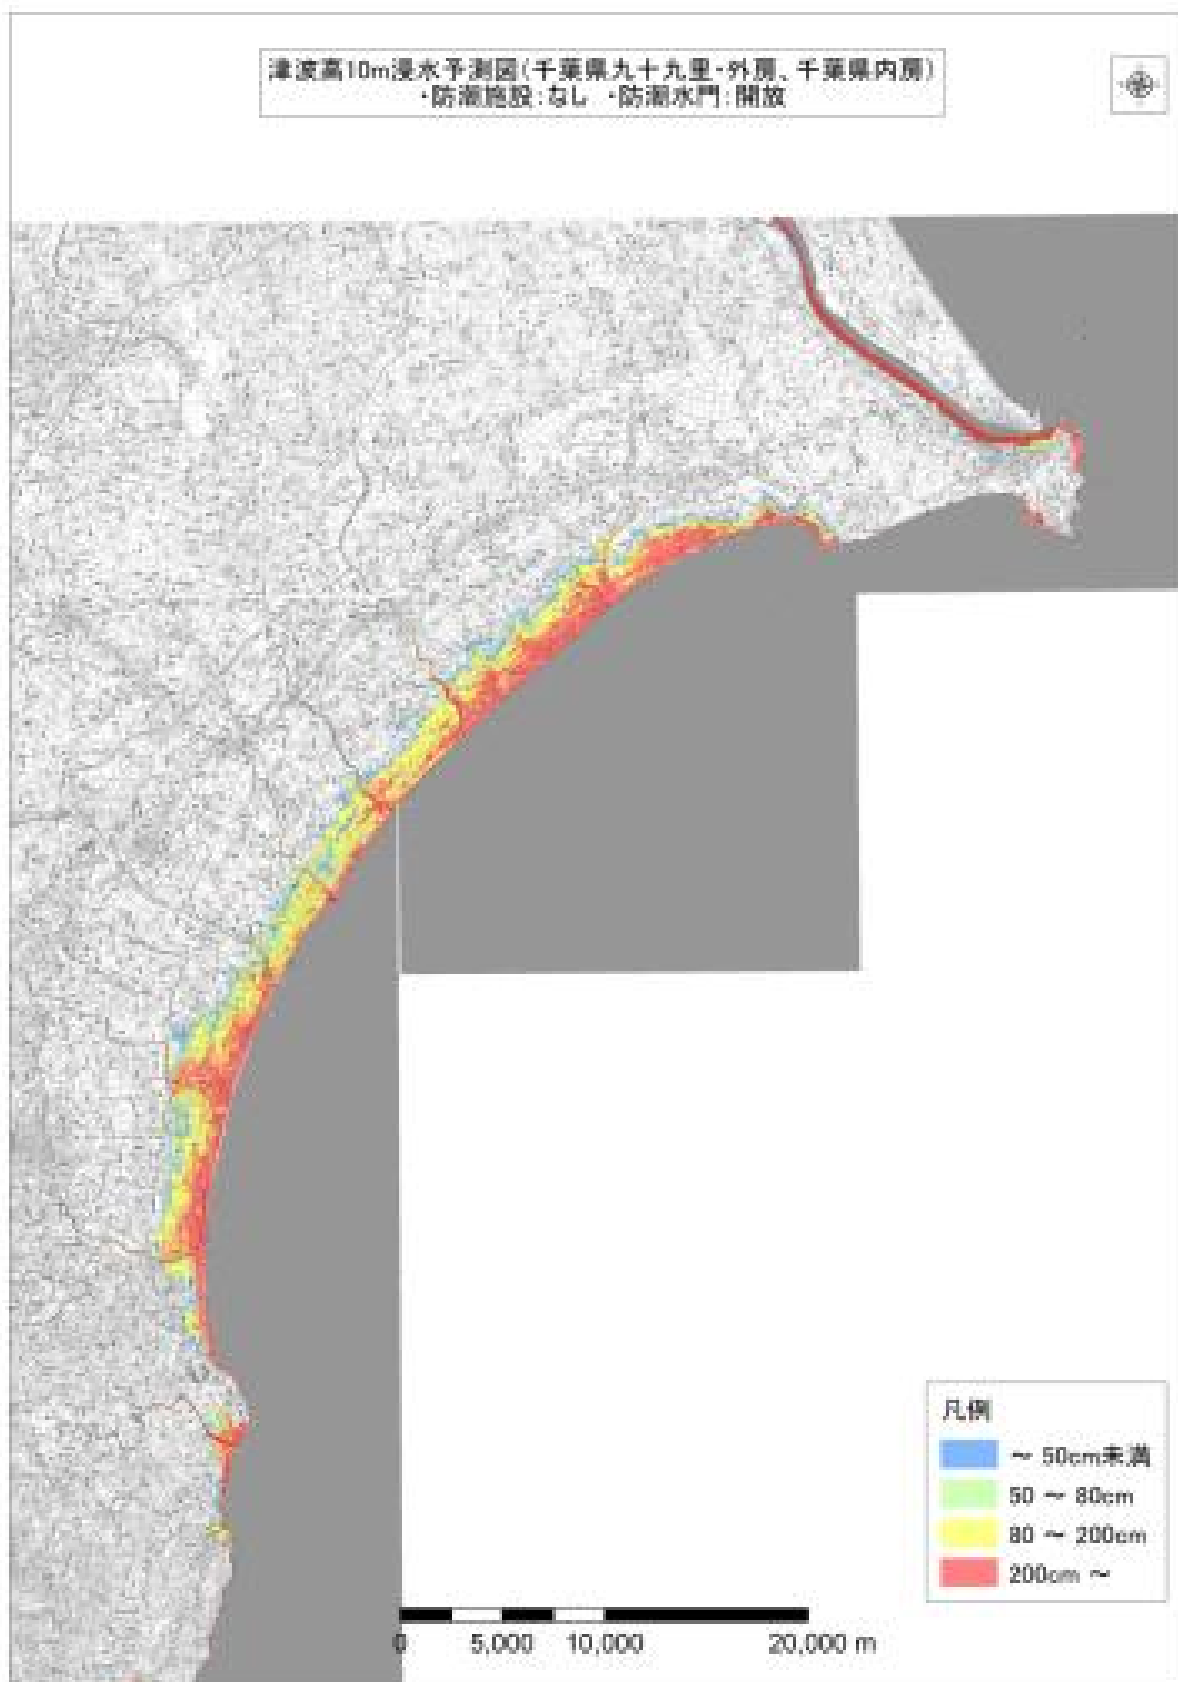 津波高10m浸水予測図(千葉県九十九里・外房、千葉県内房)
・防潮施設:なし ・防潮水門:開放
凡例
～ 50cm未満
50 ～ 80cm
80 ～ 200cm
200cm ～
0 5,000 10,000 20,000 m